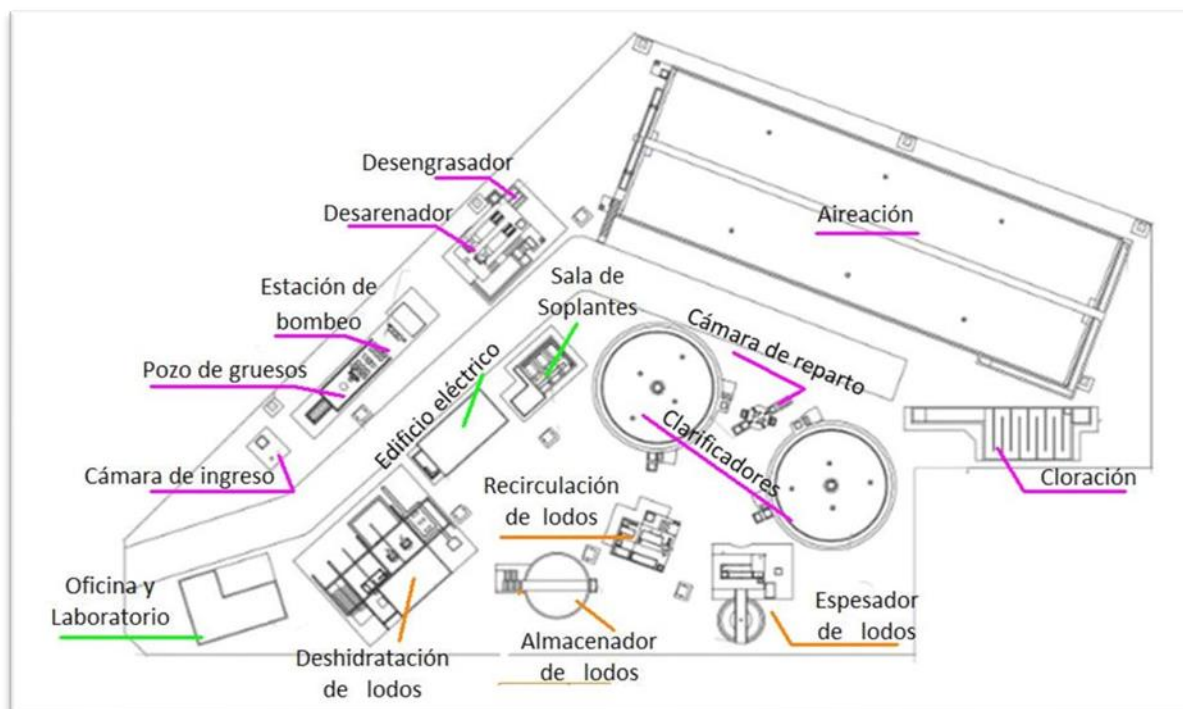 Desengrasador
Desarenador
Aireación
Estación de
bombeo
Sala de
Soplantes
Cámara de reparto
Pozo de gruesos
Edificio eléctrico
Clarificadores
Cámara de ingreso
Recirculación
de lodos
Cloración
Oficina y
Laboratorio
Espesador
de lodos
Deshidratación
de lodos
Almacenador
de lodos